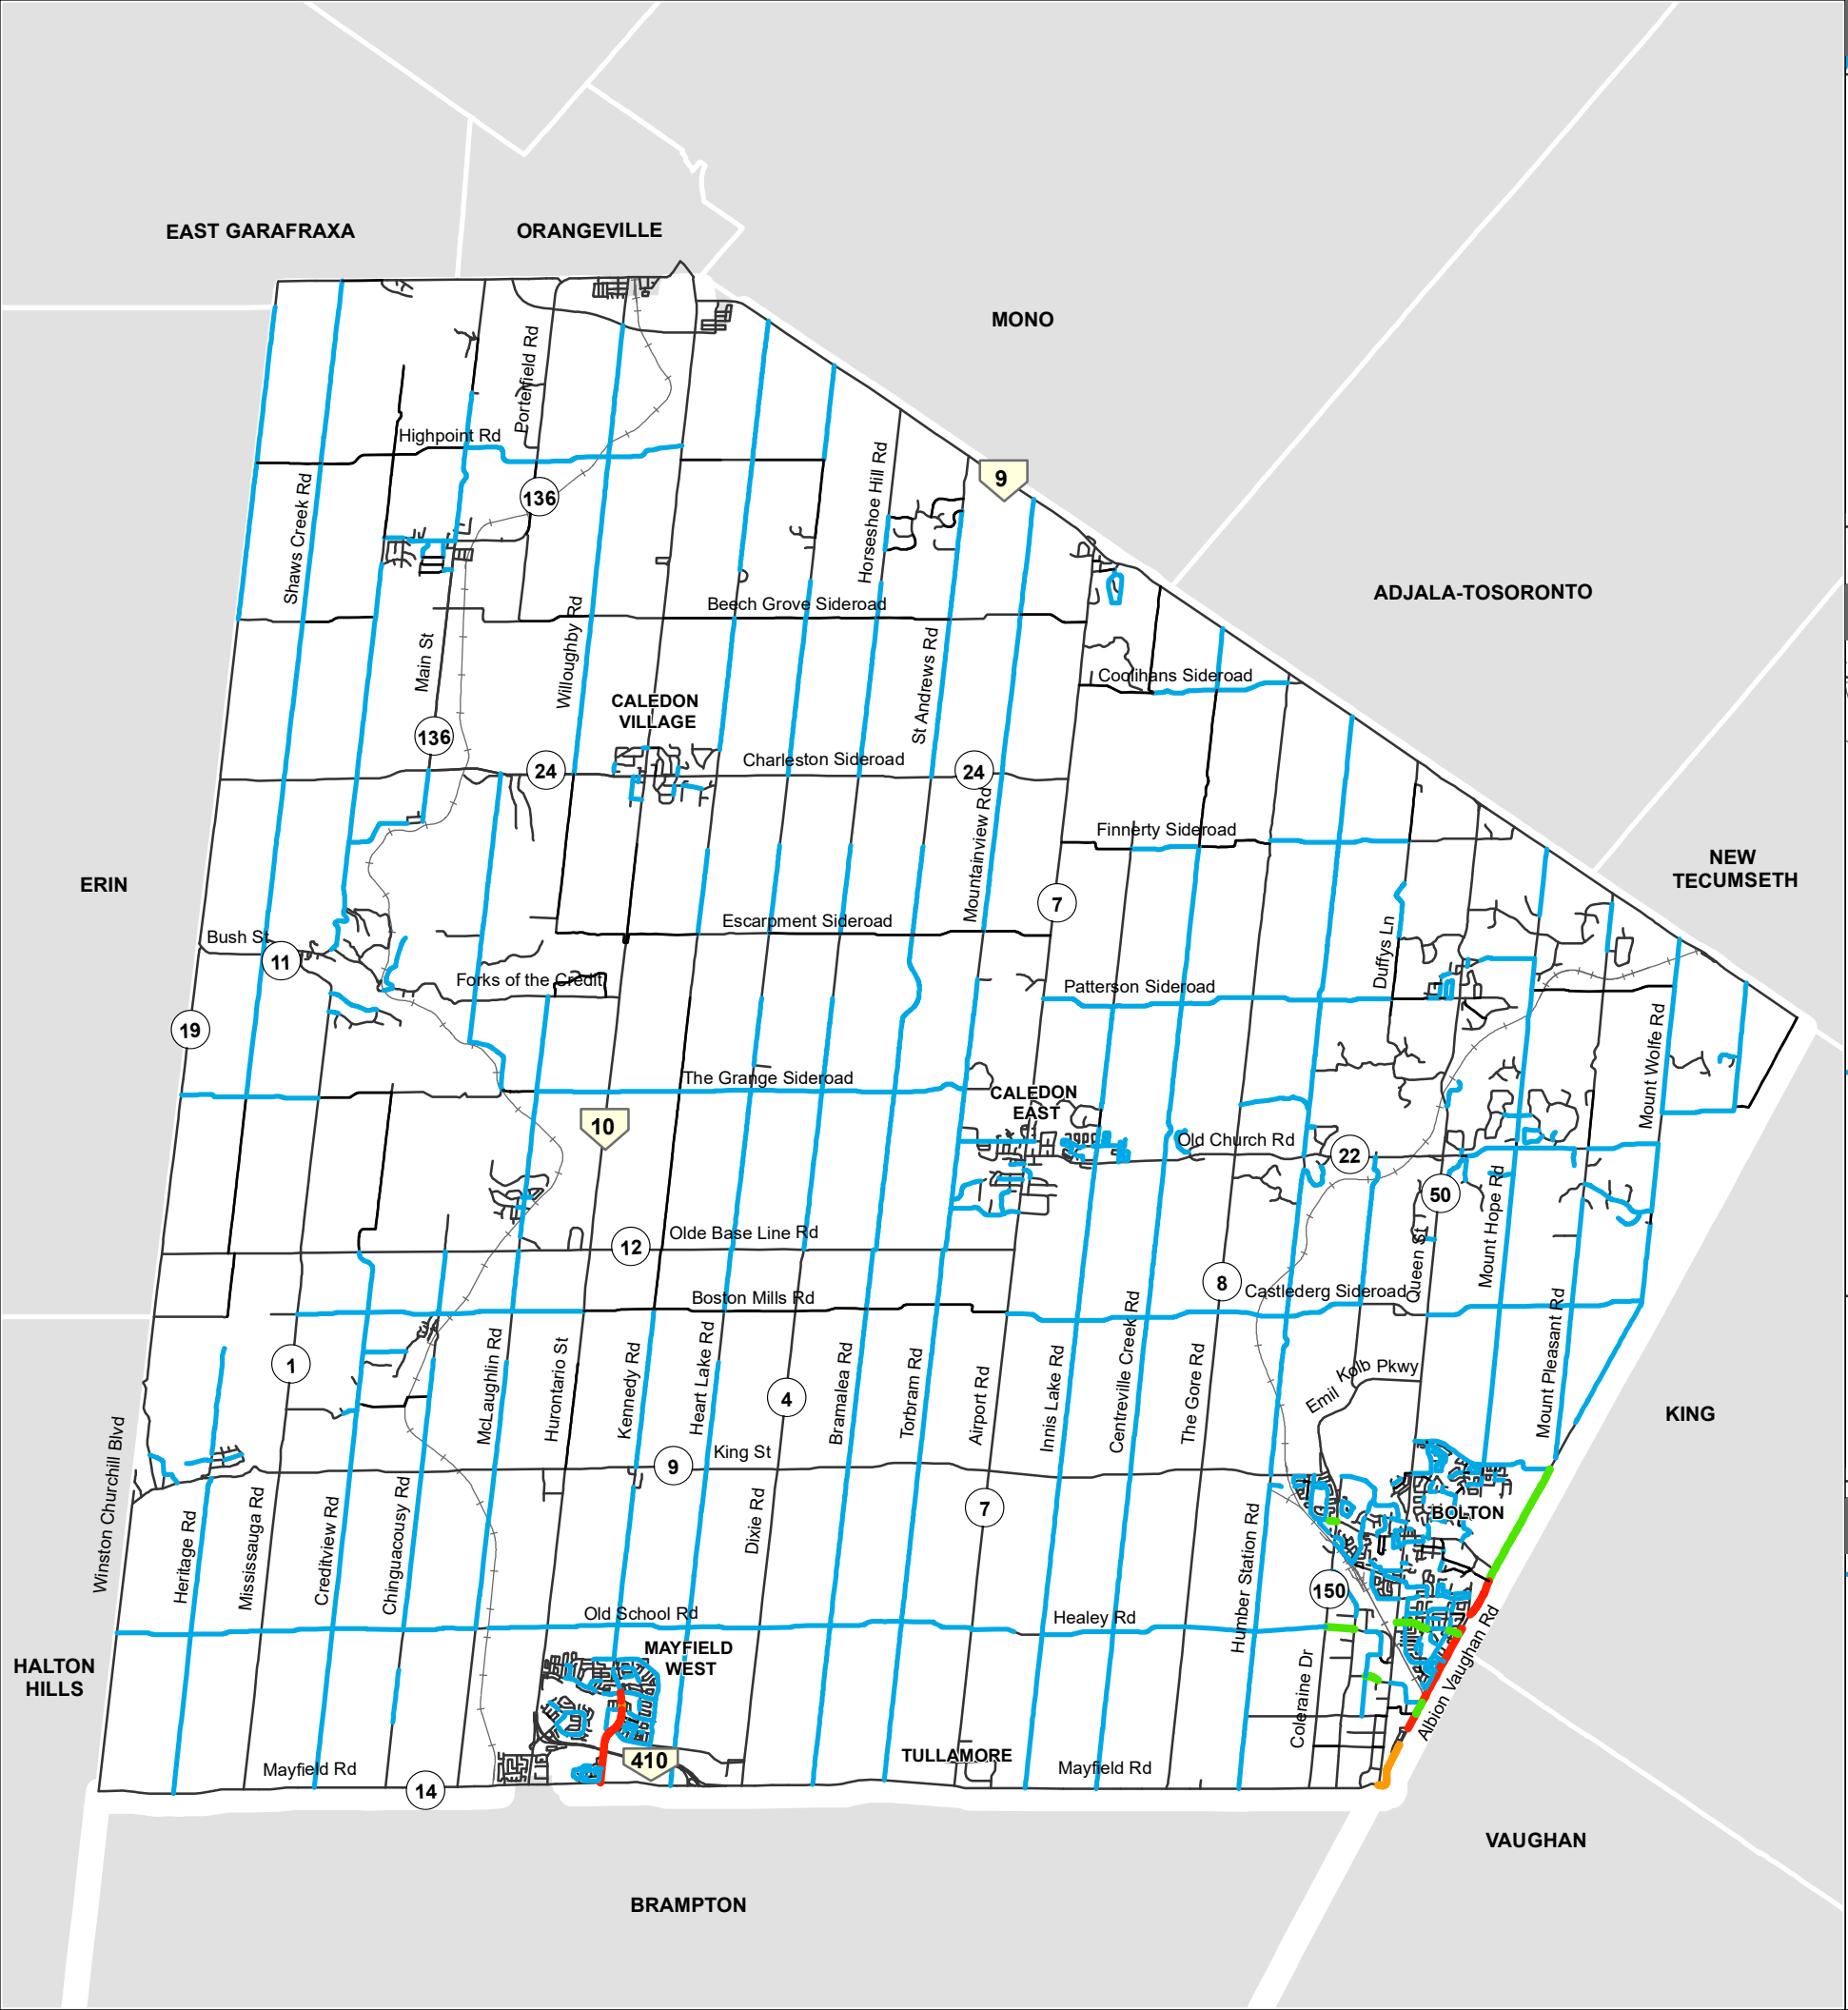 EAST GARAFRAXA
ORANGEVILLE
MONO
Porterfield Rd
Highpoint Rd
9
136
Shaws Creek Rd
Horseshoe Hill Rd
ADJALA-TOSORONTO
Beech Grove Sideroad
Willoughby Rd
Main St
St Andrews Rd
Coolihans Sideroad
CALEDON
VILLAGE
136
24
Charleston Sideroad
24
Mountainview Rd
Finnerty Sideroad
NEW
TECUMSETH
ERIN
7
Escarpment Sideroad
Bush St
11
Duffys Ln
Forks of the Credit
Patterson Sideroad
19
Mount Wolfe Rd
The Grange Sideroad
CALEDON
EAST
10
Old Church Rd
22
50
Mount Hope Rd
Olde Base Line Rd
12
Queen St
8
Castlederg Sideroad
Boston Mills Rd
1
McLaughlin Rd
Hurontario St
Kennedy Rd
Heart Lake Rd
4
Bramalea Rd
Torbram Rd
Airport Rd
Innis Lake Rd
Centreville Creek Rd
The Gore Rd
Emil Kolb Pkwy
Mount Pleasant Rd
KING
Winston Churchill Blvd
King St
9
7
Heritage Rd
Mississauga Rd
Creditview Rd
Chinguacousy Rd
Dixie Rd
BOLTON
Humber Station Rd
150
Old School Rd
Healey Rd
MAYFIELD
WEST
HALTON
HILLS
Coleraine Dr
Albion Vaughan Rd
410
TULLAMORE
Mayfield Rd
Mayfield Rd
14
VAUGHAN
BRAMPTON